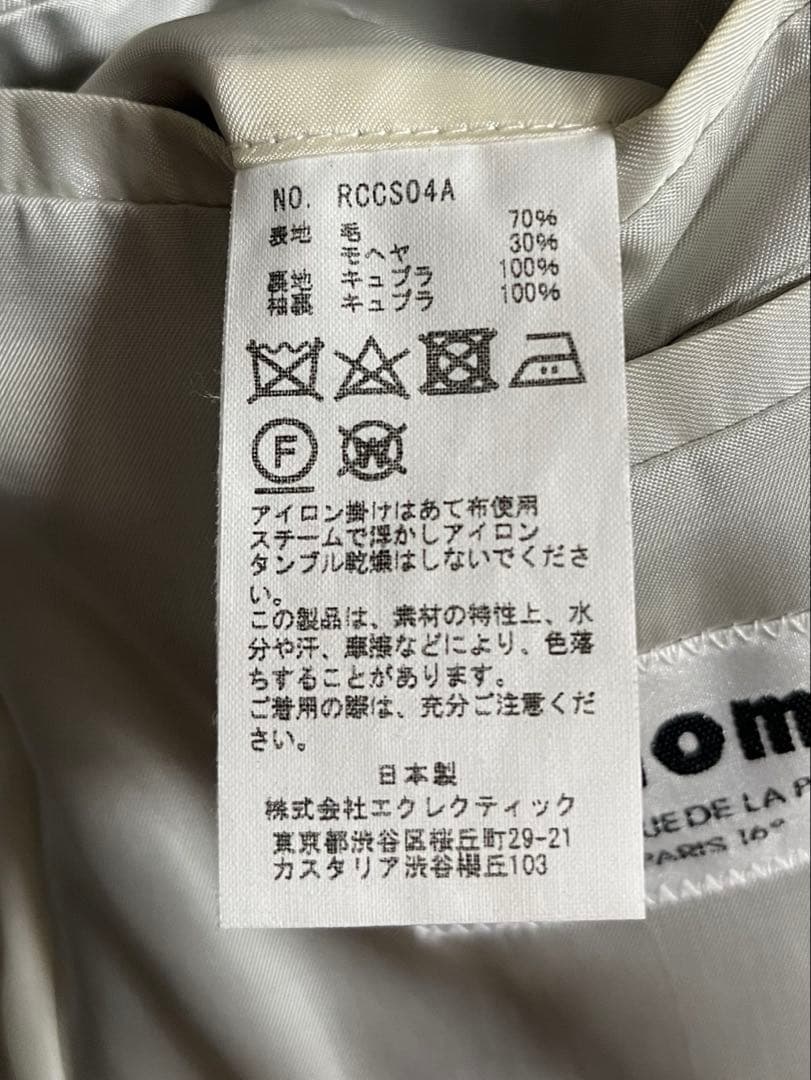 NO. RCCS04A
表地 毛 70%
モヘヤ 30%
裏地 キュプラ 100%
袖裏 キュプラ 100%
F W
アイロン掛けはあて布使用
スチームで浮かしアイロン
タンブル乾燥はしないでくださ
い。
この製品は、素材の特性上、水
分や汗、摩擦などにより、色落
ちすることがあります。
ご着用の際は、充分ご注意くだ
さい。
日本製
株式会社エクレクティック
東京都渋谷区桜丘町29-21
カスタリア渋谷櫻丘103
om
UE DE LA P
PARIS 16e